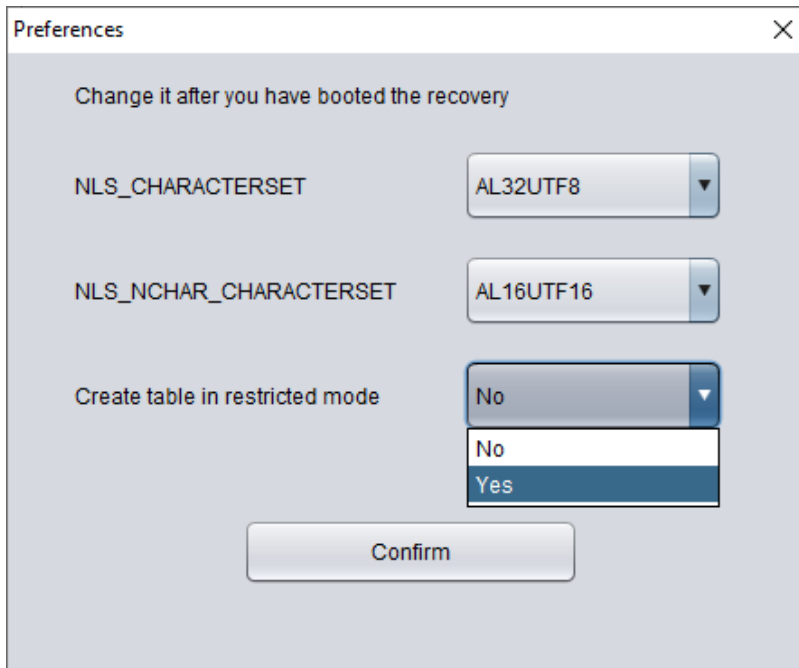 Preferences
Change it after you have booted the recovery
NLS_CHARACTERSET AL32UTF8
NLS_NCHAR_CHARACTERSET AL16UTF16
Create table in restricted mode No
No
Yes
Confirm